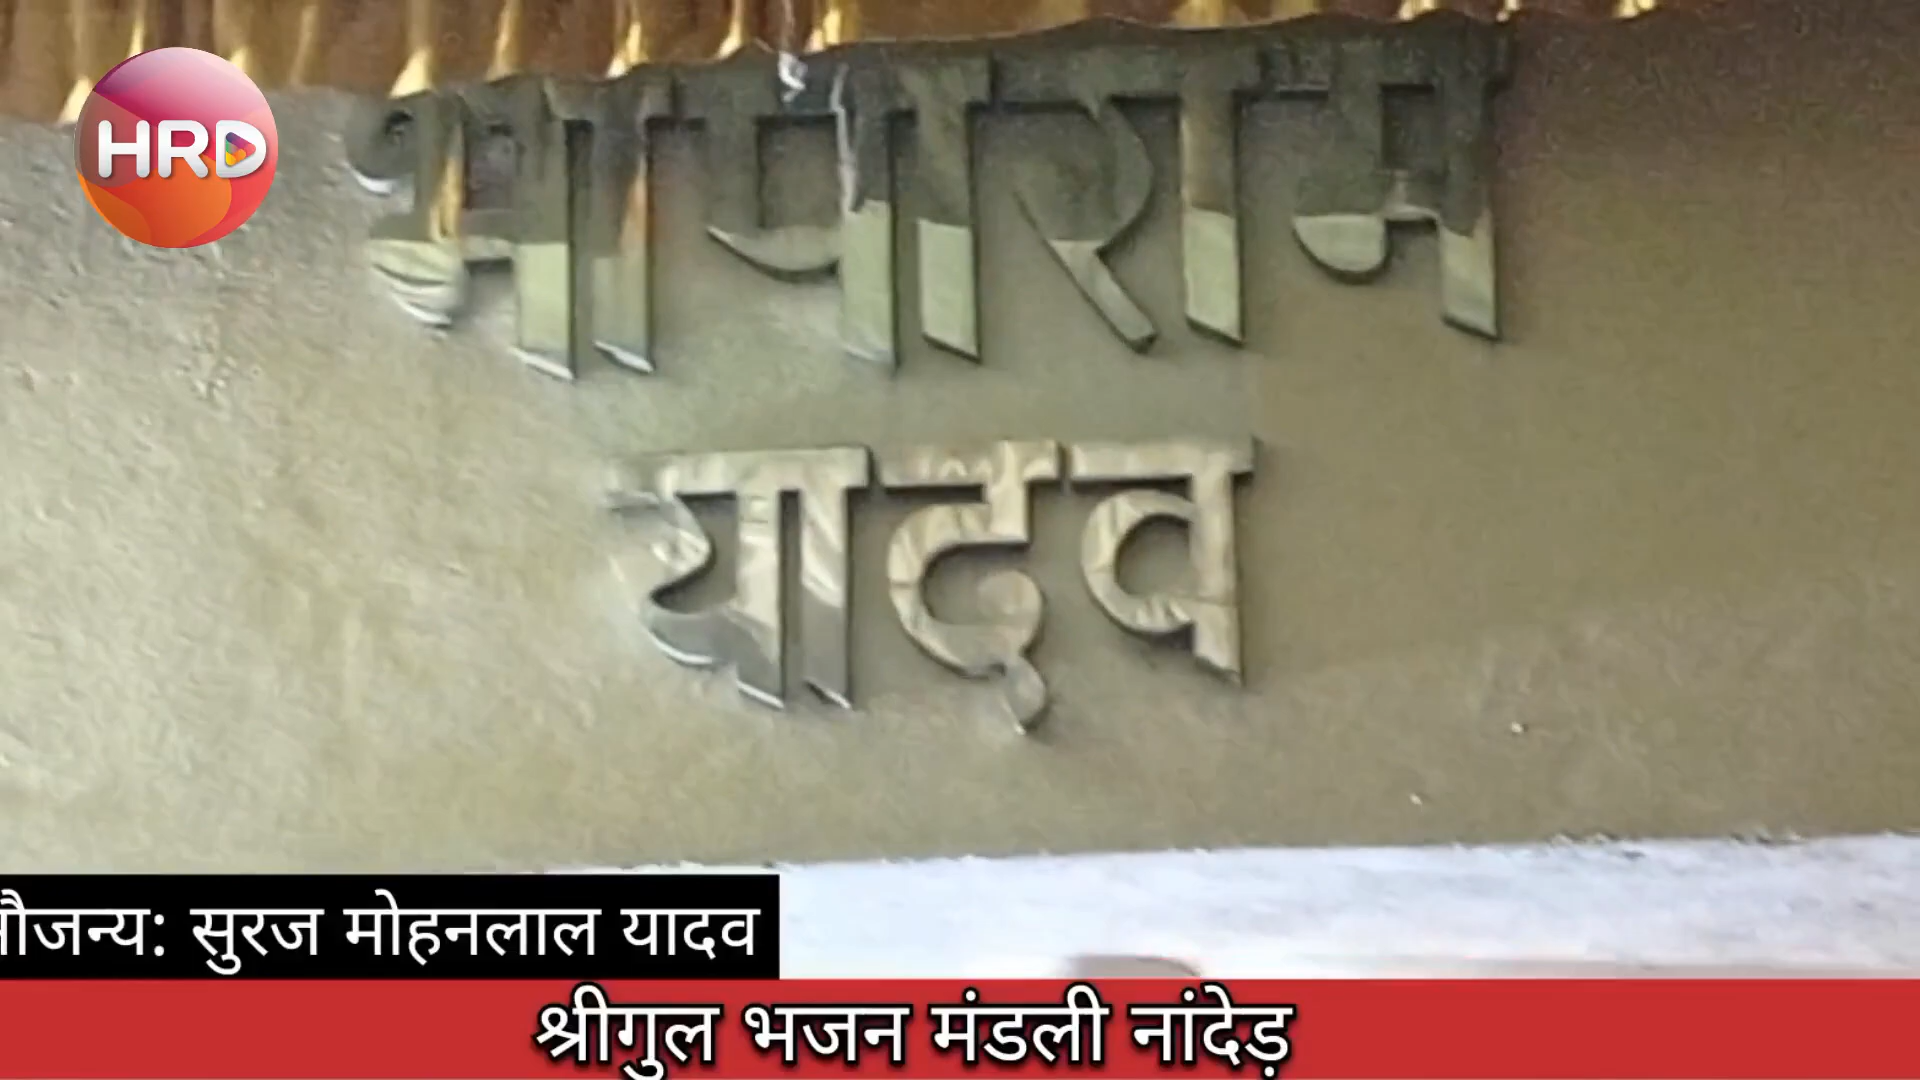 HRD
यादव
सौजन्य: सुरज मोहनलाल यादव
श्रीगुल भजन मंडली नांदेड़